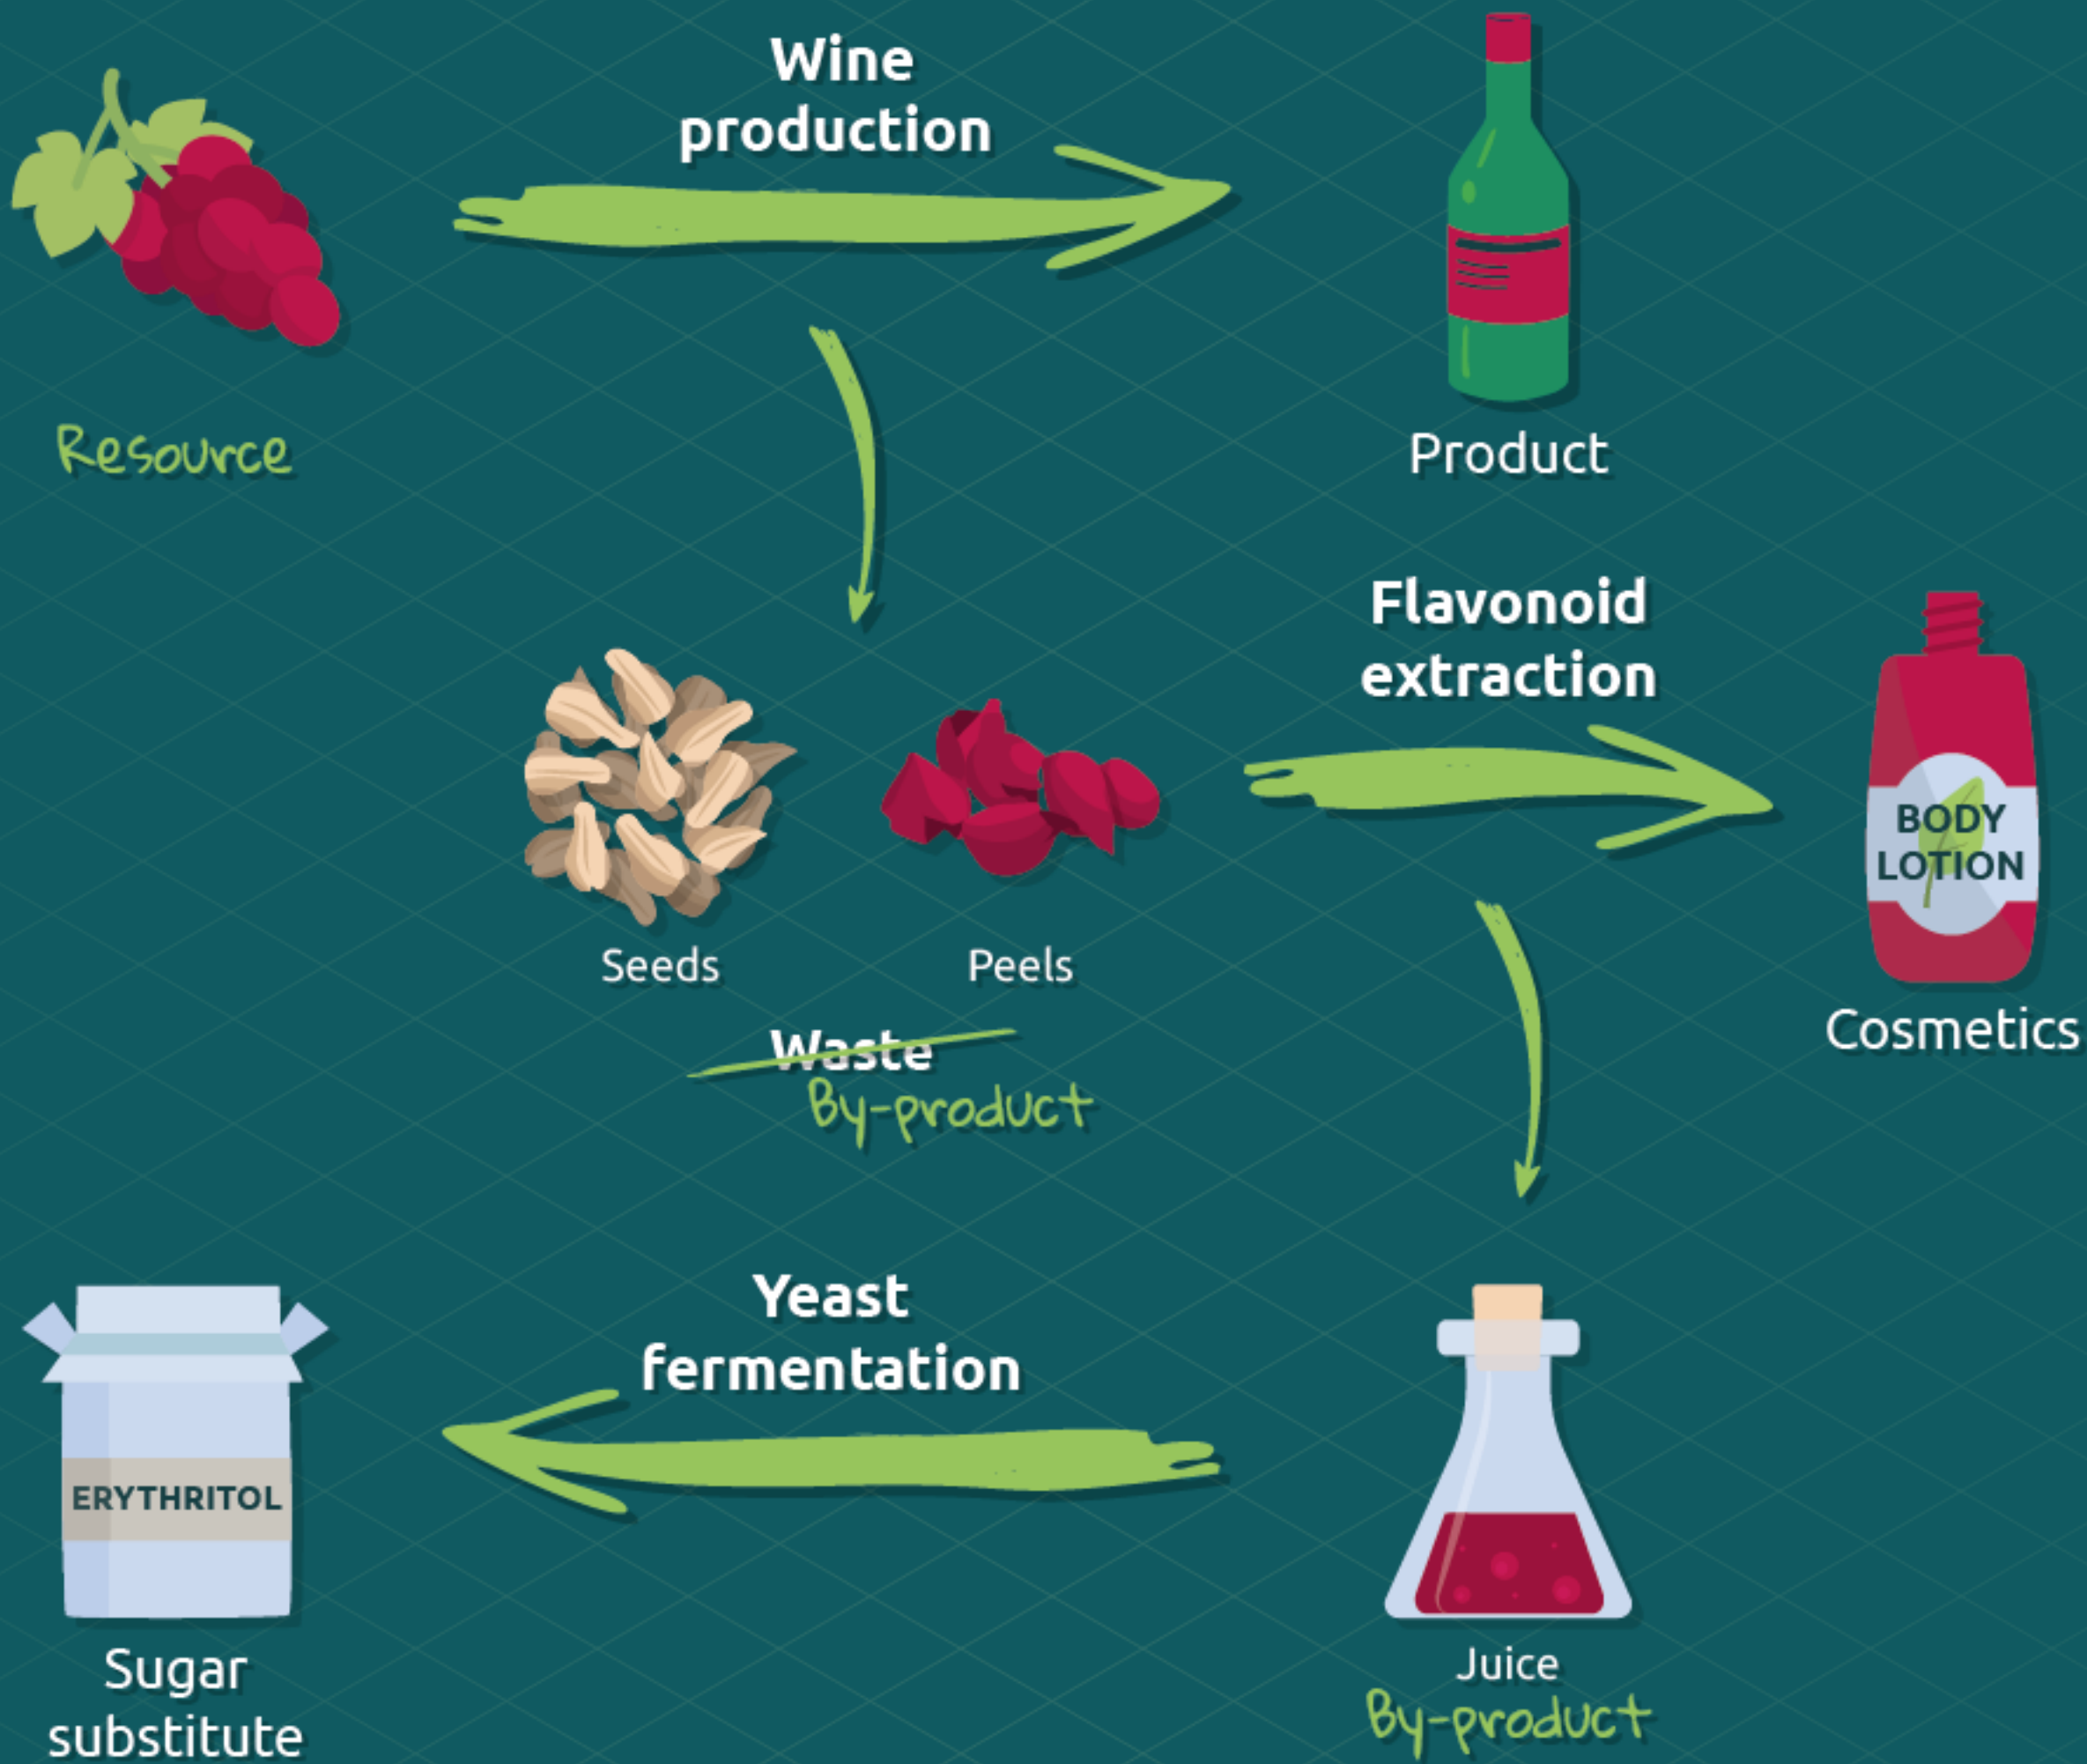 Wine
production
Resource
Product
Flavonoid
extraction
BODY
LOTION
Seeds
Peels
Cosmetics
Waste
By-product
Yeast
fermentation
ERYTHRITOL
Sugar
substitute
Juice
By-product